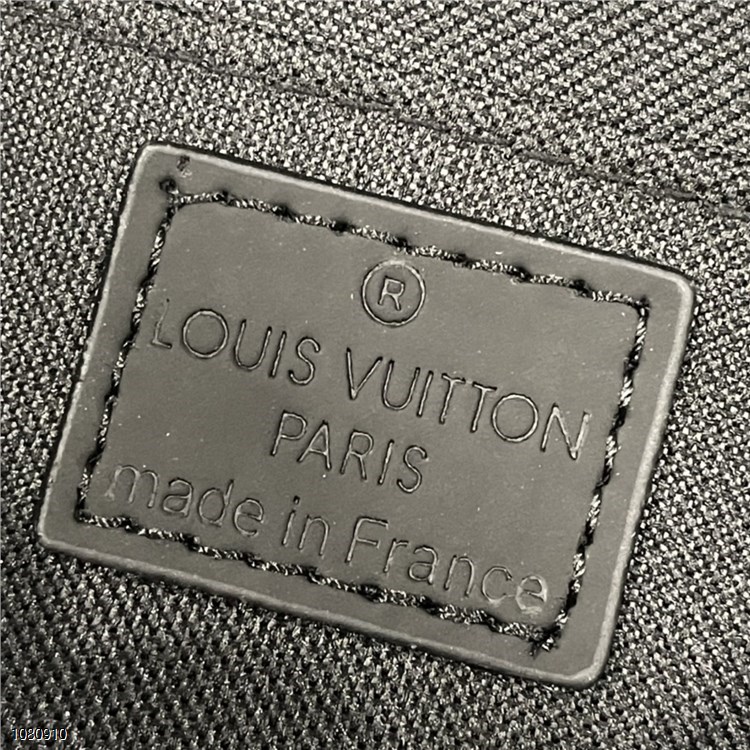 ®
LOUIS VUITTON
PARIS
made in France
1080910